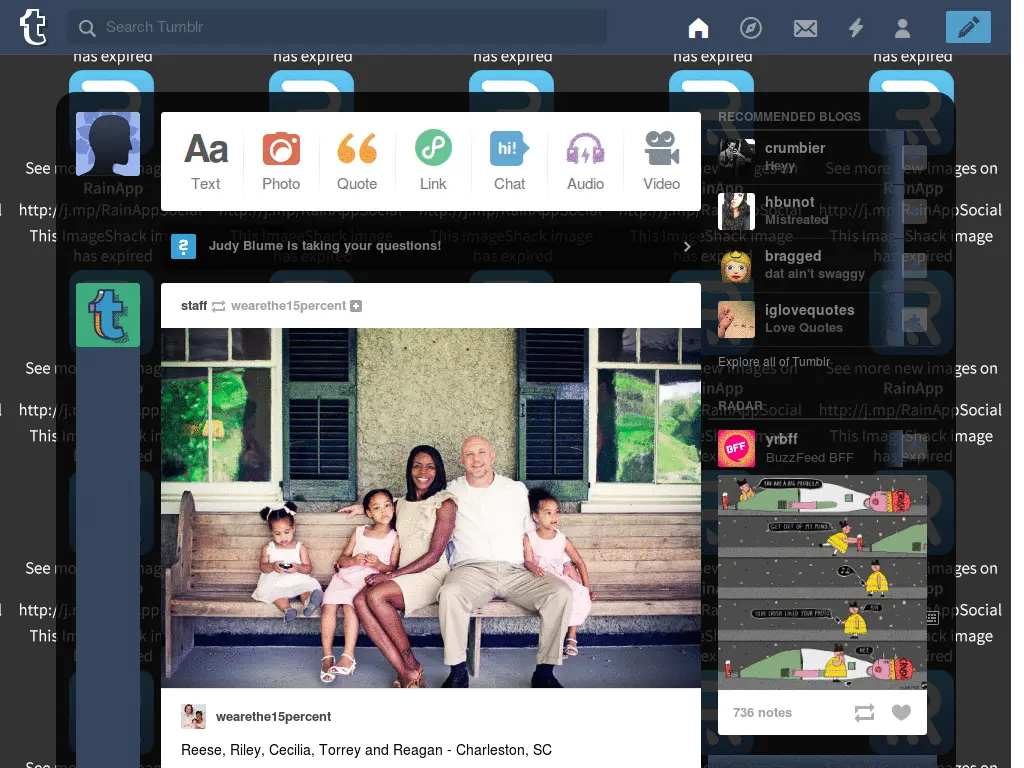 Search Tumblr
has expired has expired has expired has expired has expired
Aa
hi!
Text Photo Quote Link Chat Audio Video
RECOMMENDED BLOGS
crumbier
Heyy
hbunot
Mistreated
bragged
dat ain't swaggy
iglovequotes
Love Quotes
Explore all of Tumblr
Judy Blume is taking your questions!
staff wearethe15percent
RADAR
BFF
yrbff
BuzzFeed BFF
YOU ARE A BIG PROBLEM
GET OUT OF MY MIND
YOUR CRUSH LIKED YOUR PHOTO
HEY
736 notes
wearethe15percent
Reese, Riley, Cecilia, Torrey and Reagan - Charleston, SC
See more new images on
RainApp
http://j.mp/RainAppSocial
This ImageShack image
has expired